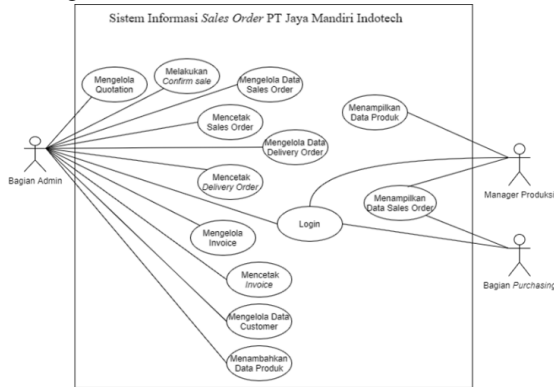 Sistem Informasi Sales Order PT Jaya Mandiri Indotech
Mengelola
Quotation
Melakukan
Confirm sale
Mengelola Data
Sales Order
Mencetak
Sales Order
Menampilkan
Data Produk
Mengelola Data
Delivery Order
Bagian Admin
Mencetak
Delivery Order
Manager Produksi
Menampilkan
Data Sales Order
Login
Mengelola
Invoice
Mencetak
Invoice
Bagian Purchasing
Mengelola Data
Customer
Menambahkan
Data Produk